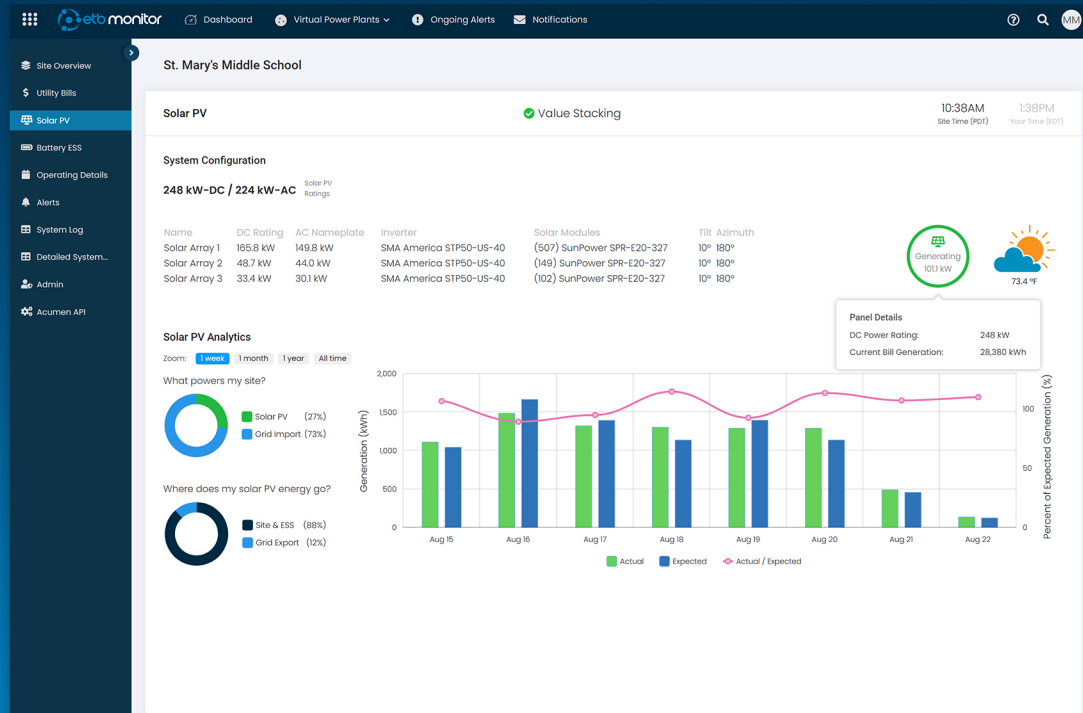 etb monitor Dashboard Virtual Power Plants Ongoing Alerts Notifications MM
Site Overview
Utility Bills
Solar PV
Battery ESS
Operating Details
Alerts
System Log
Detailed System...
Admin
Acumen API
St. Mary's Middle School
Solar PV Value Stacking 10:38AM 1:38PM
Site Time (PDT) Your Time (EDT)
System Configuration
248 kW-DC / 224 kW-AC Solar PV
Ratings
Name DC Rating AC Nameplate Inverter Solar Modules Tilt Azimuth
Solar Array 1 165.8 kW 149.8 kW SMA America STP50-US-40 (507) SunPower SPR-E20-327 10° 180°
Solar Array 2 48.7 kW 44.0 kW SMA America STP50-US-40 (149) SunPower SPR-E20-327 10° 180°
Solar Array 3 33.4 kW 30.1 kW SMA America STP50-US-40 (102) SunPower SPR-E20-327 10° 180°
Generating
101.1 kW
73.4 °F
Panel Details
DC Power Rating: 248 kW
Current Bill Generation: 28,380 kWh
Solar PV Analytics
Zoom: 1 week 1 month 1 year All time
What powers my site?
Solar PV (27%)
Grid Import (73%)
Where does my solar PV energy go?
Site & ESS (88%)
Grid Export (12%)
Generation (kWh)
2,000
1,500
1,000
500
0
100
50
0
Percent of Expected Generation (%)
Aug 15 Aug 16 Aug 17 Aug 18 Aug 19 Aug 20 Aug 21 Aug 22
Actual Expected Actual / Expected